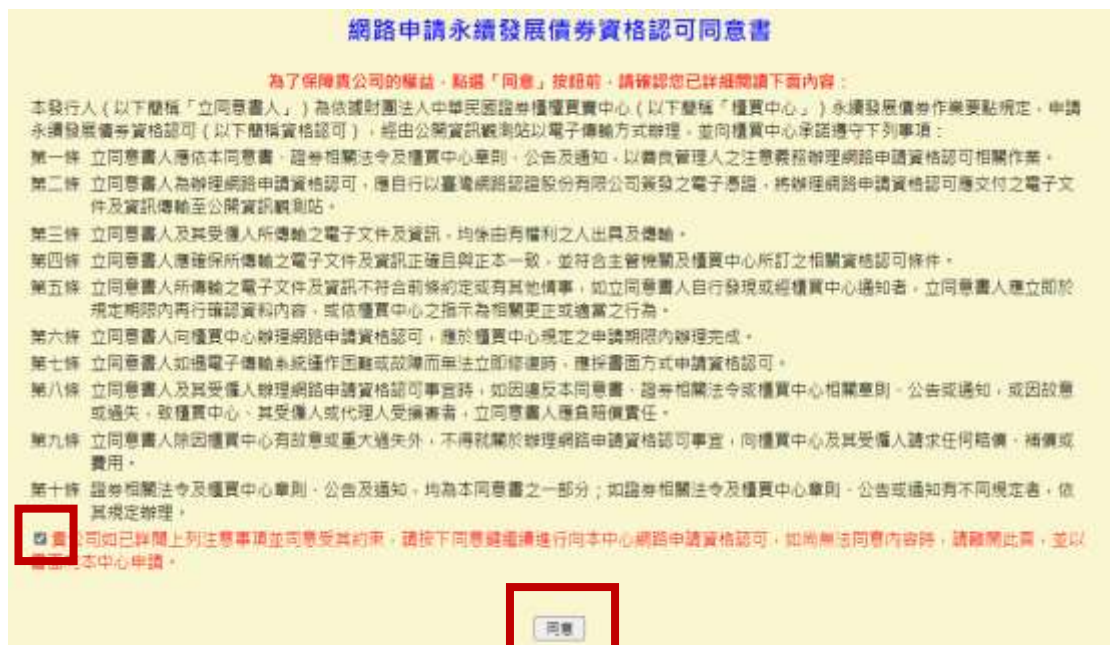 網路申請永續發展債券資格認可同意書
為了保障貴公司的權益，點選「同意」按鈕前，請確認您已詳細閱讀下面內容：
本發行人（以下簡稱「立同意書人」）為依據財團法人中華民國證券櫃檯買賣中心（以下簡稱「櫃買中心」）永續發展債券作業要點規定，申請
永續發展債券資格認可（以下簡稱資格認可），經由公開資訊觀測站以電子傳輸方式辦理，並向櫃買中心承諾遵守下列事項：
第一條 立同意書人應依本同意書、證券相關法令及櫃買中心章則、公告及通知，以善良管理人之注意義務辦理網路申請資格認可相關作業。
第二條 立同意書人為辦理網路申請資格認可，應自行以臺灣網路認證股份有限公司簽發之電子憑證，將辦理網路申請資格認可應交付之電子文
件及資訊傳輸至公開資訊觀測站。
第三條 立同意書人及其受僱人所傳輸之電子文件及資訊，均係由有權利之人出具及傳輸。
第四條 立同意書人應確保所傳輸之電子文件及資訊正確且與正本一致，並符合主管機關及櫃買中心所訂之相關資格認可條件。
第五條 立同意書人所傳輸之電子文件及資訊不符合前條約定或有其他情事，如立同意書人自行發現或經櫃買中心通知者，立同意書人應立即於
規定期限內再行確認資料內容，或依櫃買中心之指示為相關更正或適當之行為。
第六條 立同意書人向櫃買中心辦理網路申請資格認可，應於櫃買中心規定之申請期限內辦理完成。
第七條 立同意書人如遇電子傳輸系統運作困難或故障而無法立即修復時，應採書面方式申請資格認可。
第八條 立同意書人及其受僱人辦理網路申請資格認可事宜時，如因違反本同意書、證券相關法令或櫃買中心相關章則、公告或通知，或因故意
或過失，致櫃買中心、其受僱人或代理人受損害者，立同意書人應負賠償責任。
第九條 立同意書人除因櫃買中心有故意或重大過失外，不得就關於辦理網路申請資格認可事宜，向櫃買中心及其受僱人請求任何賠償、補償或
費用。
第十條 證券相關法令及櫃買中心章則、公告及通知，均為本同意書之一部分；如證券相關法令及櫃買中心章則、公告或通知有不同規定者，依
其規定辦理。
貴公司如已詳閱上列注意事項並同意受其約束，請按下同意鍵繼續進行向本中心網路申請資格認可，如尚無法同意內容時，請離開此頁，並以
書面向本中心申請。
同意